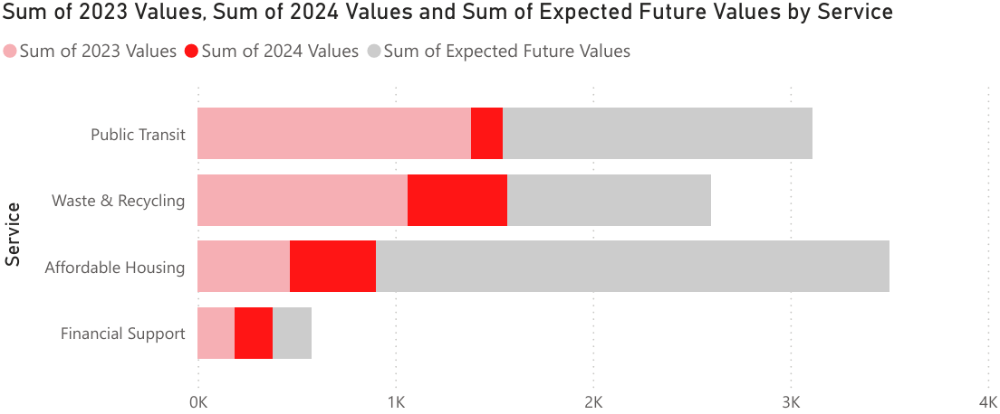 Sum of 2023 Values, Sum of 2024 Values and Sum of Expected Future Values by Service
Sum of 2023 Values Sum of 2024 Values Sum of Expected Future Values
Public Transit
Waste & Recycling
Service
Affordable Housing
Financial Support
0K 1K 2K 3K 4K